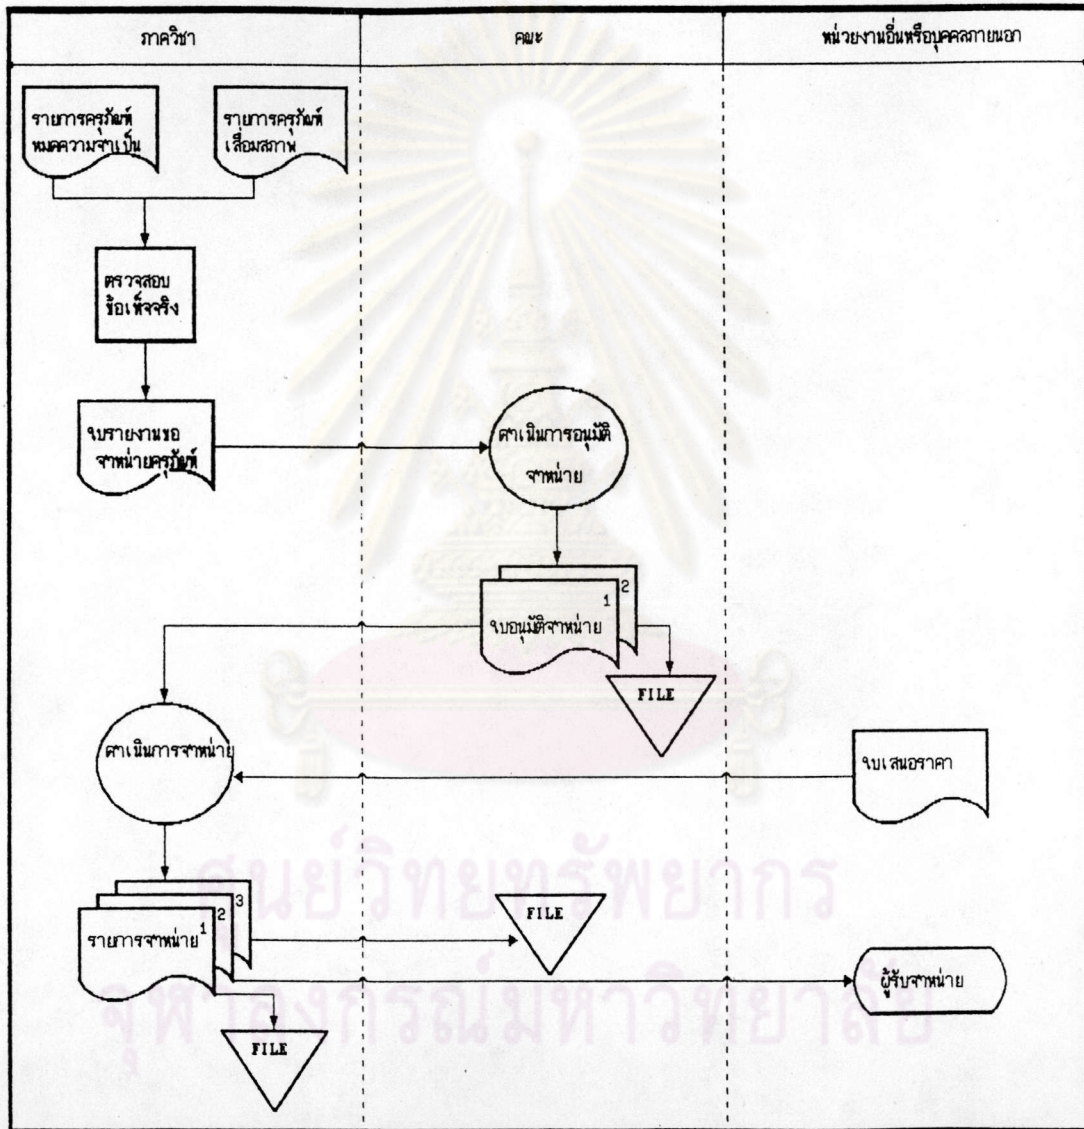 ภาควิชา
คณะ
หน่วยงานอื่นหรือบุคคลภายนอก
รายการครุภัณฑ์
หมดความจำเป็น
รายการครุภัณฑ์
เสื่อมสภาพ
ตรวจสอบ
ข้อเท็จจริง
ใบรายงานขอ
จำหน่ายครุภัณฑ์
ดำเนินการอนุมัติ
จำหน่าย
1
2
ใบอนุมัติจำหน่าย
FILE
ดำเนินการจำหน่าย
ใบเสนอราคา
ศูนย์วิทยทรัพยากร
3
2
1
รายการจำหน่าย
FILE
ผู้รับจำหน่าย
จุฬาลงกรณ์มหาวิทยาลัย
FILE